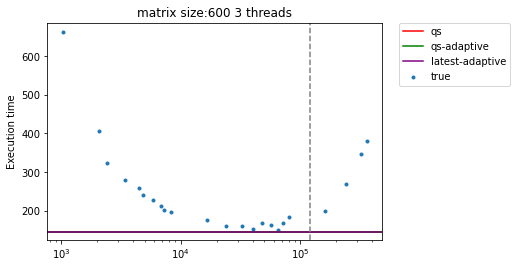 matrix size:600 3 threads
Execution time
600
500
400
300
200
10³
10⁴
10⁵
qs
qs-adaptive
latest-adaptive
true